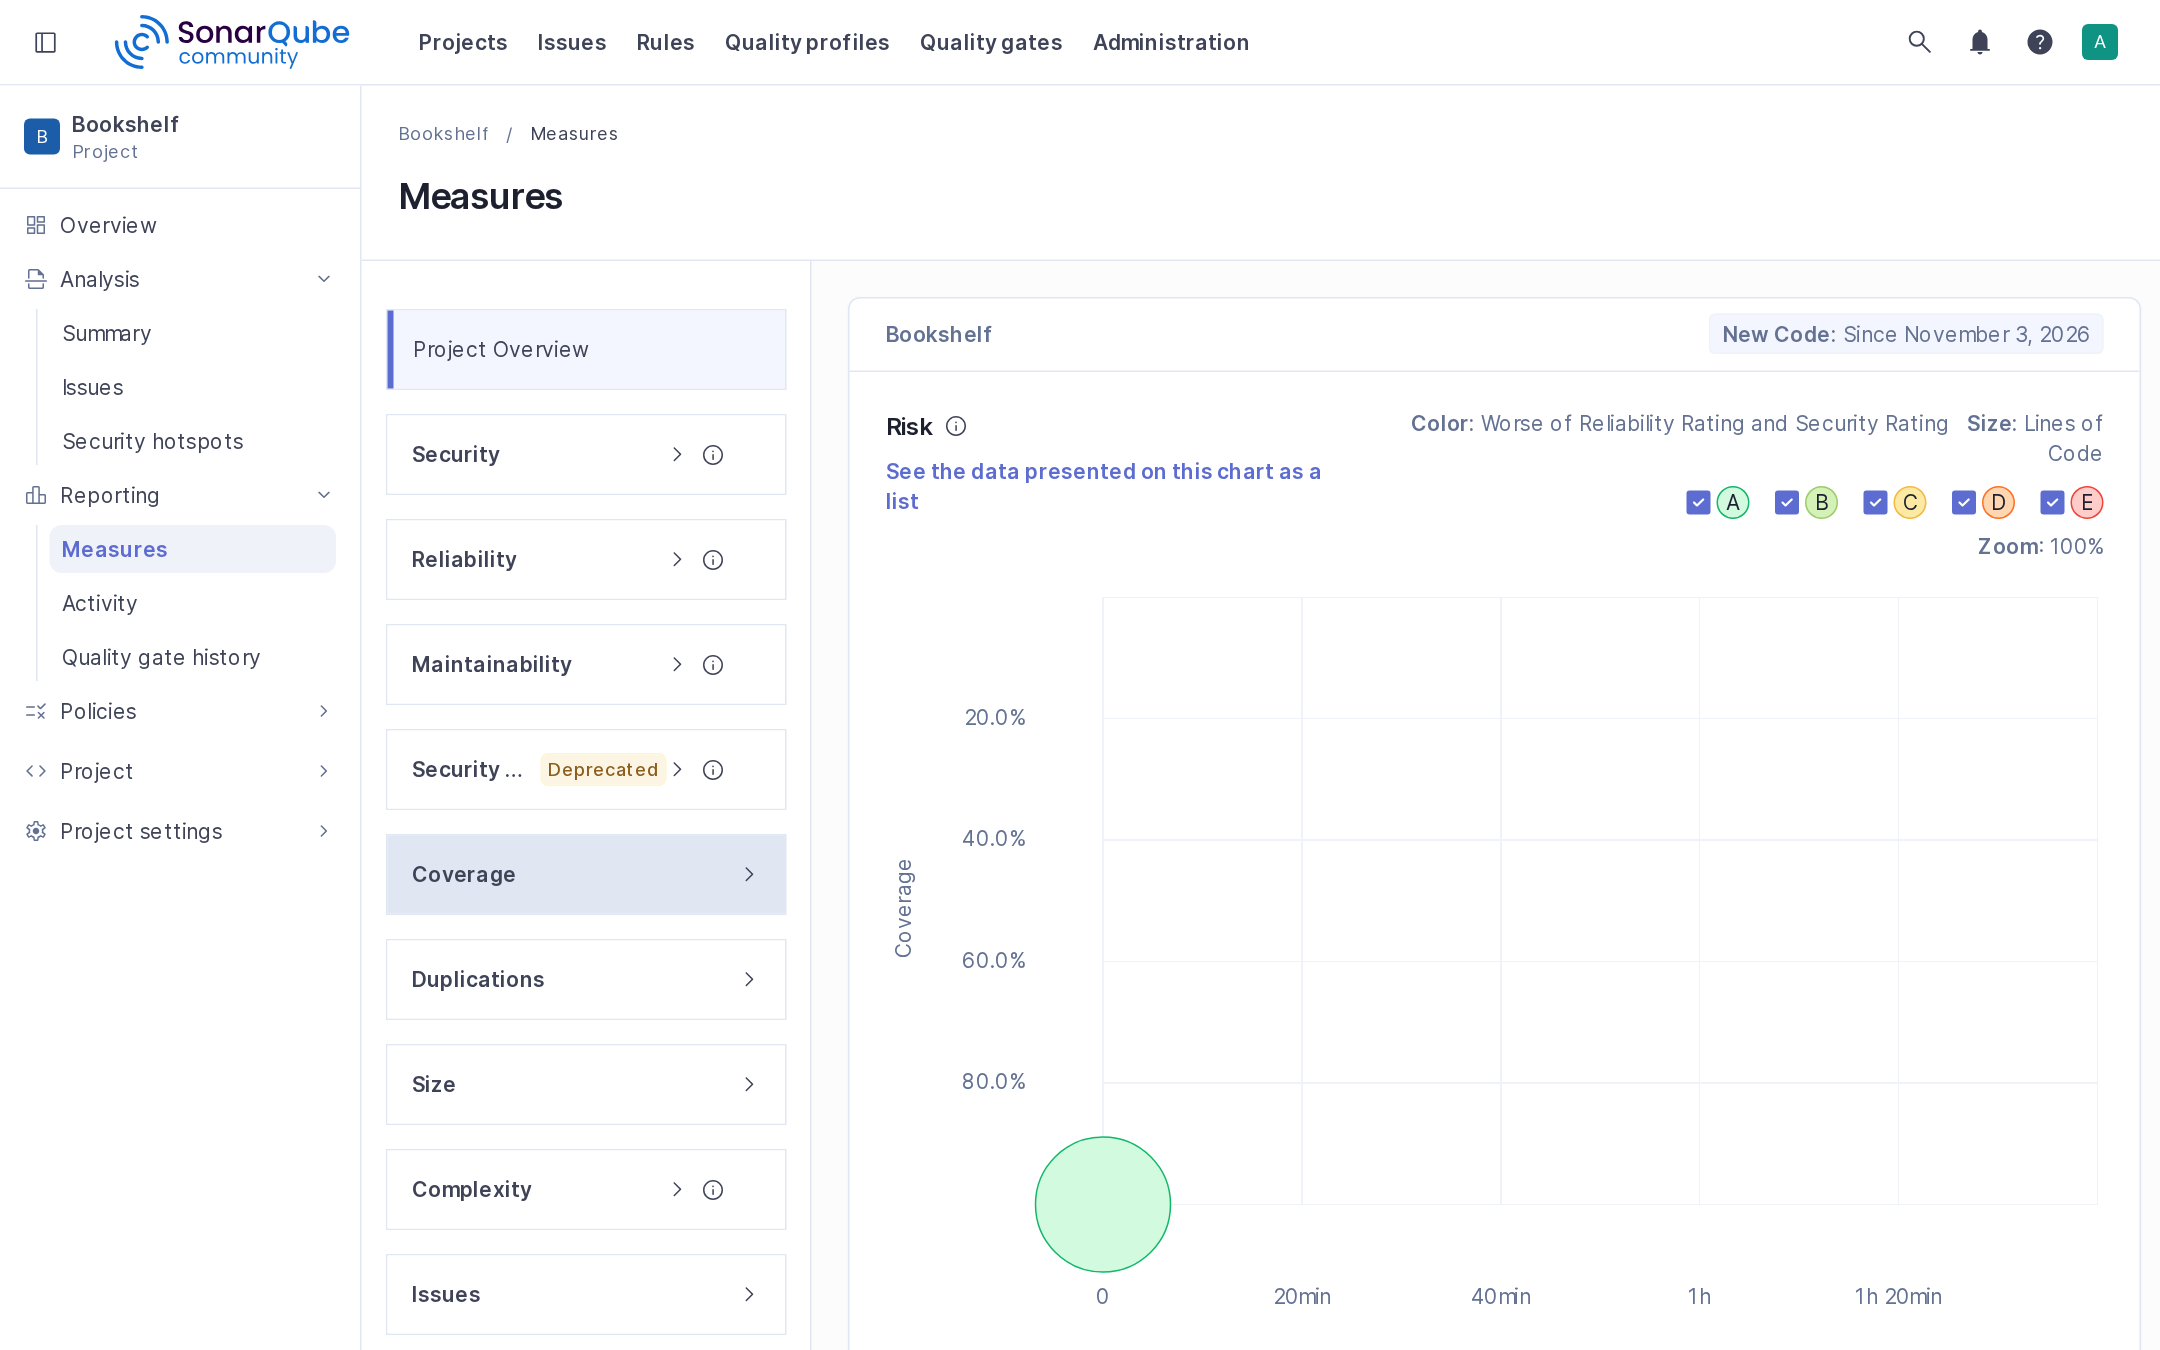 SonarQube
community
Projects
Issues
Rules
Quality profiles
Quality gates
Administration
A
B
Bookshelf
Project
Overview
Analysis
Summary
Issues
Security hotspots
Reporting
Measures
Activity
Quality gate history
Policies
Project
Project settings
Bookshelf / Measures
Measures
Project Overview
Security
Reliability
Maintainability
Security ... Deprecated
Coverage
Duplications
Size
Complexity
Issues
Bookshelf
New Code: Since November 3, 2026
Risk
See the data presented on this chart as a
list
Color: Worse of Reliability Rating and Security Rating Size: Lines of
Code
A B C D E
Zoom: 100%
Coverage
20.0%
40.0%
60.0%
80.0%
0 20min 40min 1h 1h 20min